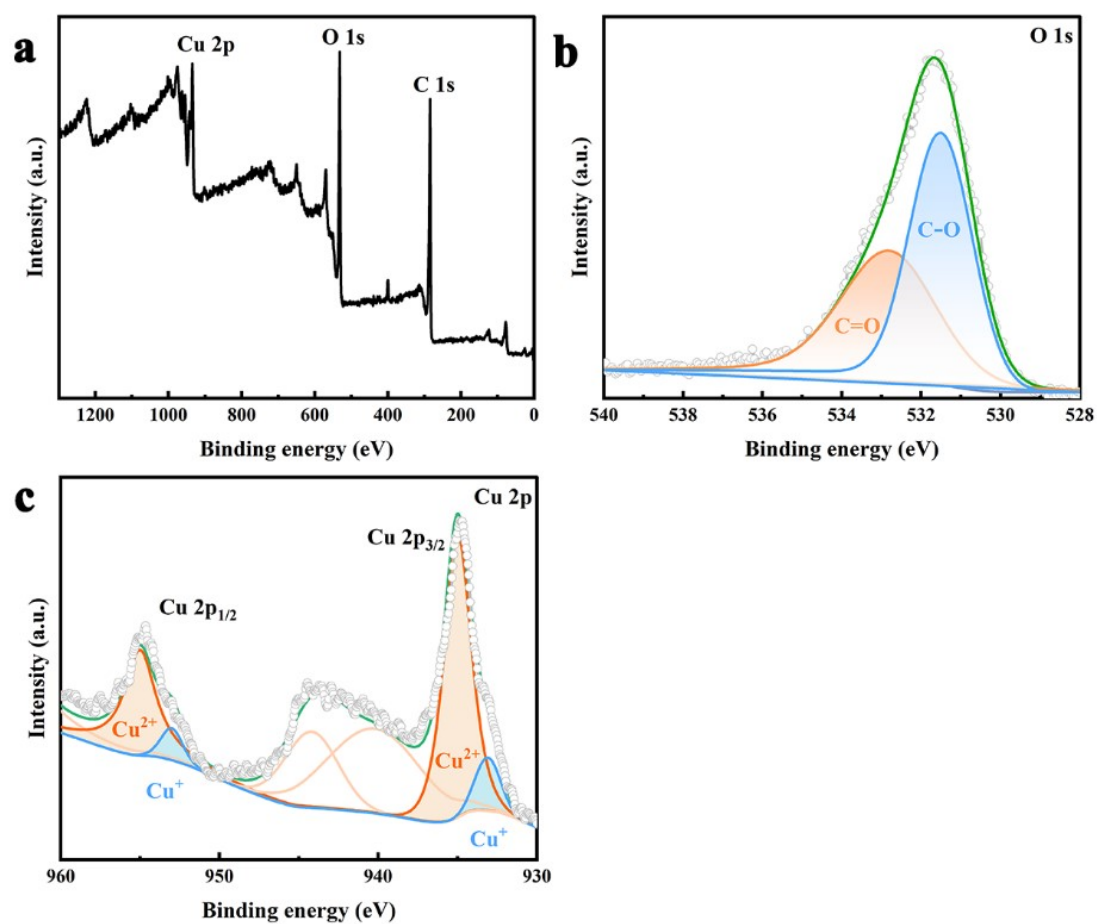 a
Cu 2p
O 1s
C 1s
Intensity (a.u.)
1200 1000 800 600 400 200 0
Binding energy (eV)
b
O 1s
C-O
C=O
Intensity (a.u.)
540 538 536 534 532 530 528
Binding energy (eV)
c
Cu 2p
Cu 2p3/2
Cu 2p1/2
Cu2+
Cu+
Cu2+
Cu+
Intensity (a.u.)
960 950 940 930
Binding energy (eV)